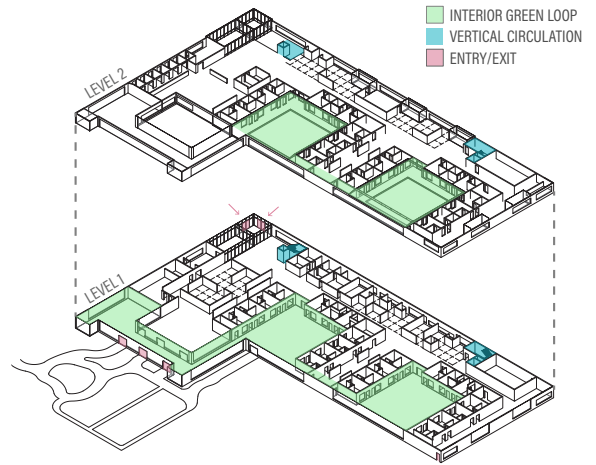 INTERIOR GREEN LOOP
VERTICAL CIRCULATION
ENTRY/EXIT
LEVEL 2
LEVEL 1